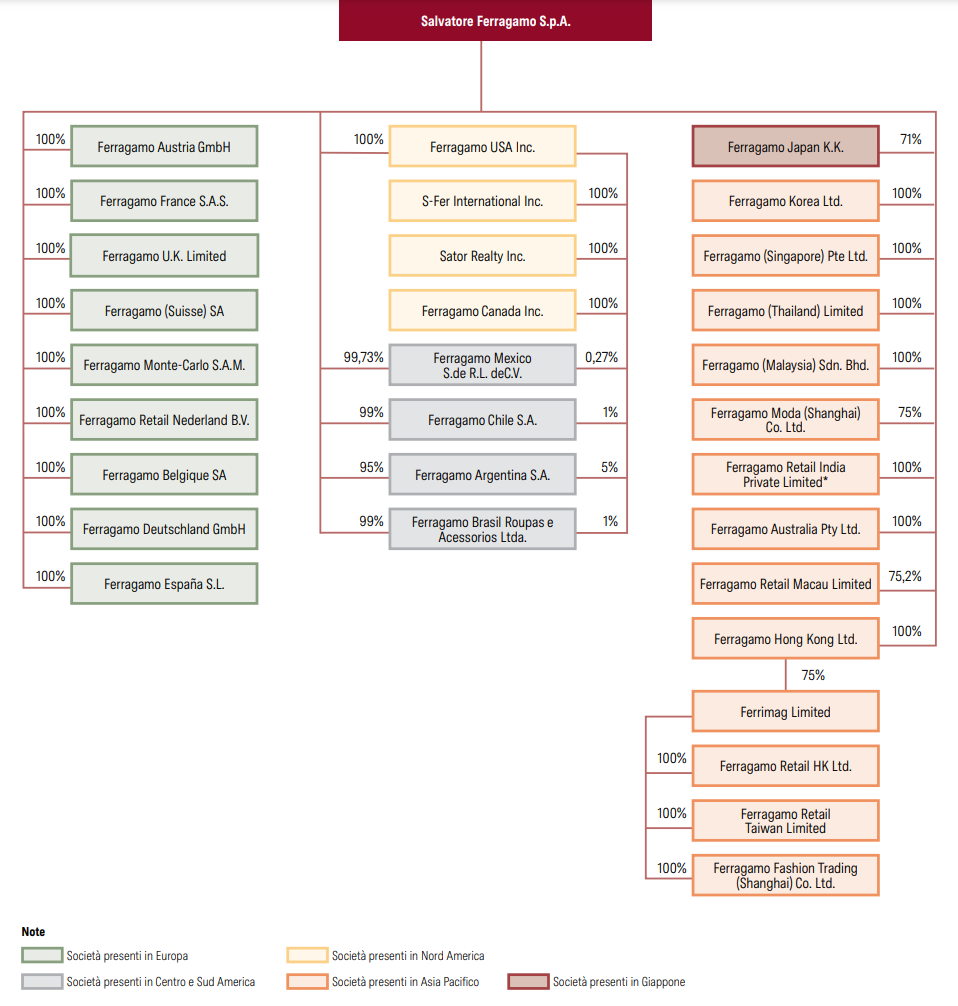 Salvatore Ferragamo S.p.A.
100%
Ferragamo Austria GmbH
100%
Ferragamo France S.A.S.
100%
Ferragamo U.K. Limited
100%
Ferragamo (Suisse) SA
100%
Ferragamo Monte-Carlo S.A.M.
100%
Ferragamo Retail Nederland B.V.
100%
Ferragamo Belgique SA
100%
Ferragamo Deutschland GmbH
100%
Ferragamo España S.L.
100%
Ferragamo USA Inc.
S-Fer International Inc.
100%
Sator Realty Inc.
100%
Ferragamo Canada Inc.
100%
99,73%
Ferragamo Mexico
S.de R.L. deC.V.
0,27%
99%
Ferragamo Chile S.A.
1%
95%
Ferragamo Argentina S.A.
5%
99%
Ferragamo Brasil Roupas e
Acessorios Ltda.
1%
Ferragamo Japan K.K.
71%
Ferragamo Korea Ltd.
100%
Ferragamo (Singapore) Pte Ltd.
100%
Ferragamo (Thailand) Limited
100%
Ferragamo (Malaysia) Sdn. Bhd.
100%
Ferragamo Moda (Shanghai)
Co. Ltd.
75%
Ferragamo Retail India
Private Limited*
100%
Ferragamo Australia Pty Ltd.
100%
Ferragamo Retail Macau Limited
75,2%
Ferragamo Hong Kong Ltd.
100%
75%
Ferrimag Limited
100%
Ferragamo Retail HK Ltd.
100%
Ferragamo Retail
Taiwan Limited
100%
Ferragamo Fashion Trading
(Shanghai) Co. Ltd.
Note
Società presenti in Europa
Società presenti in Nord America
Società presenti in Centro e Sud America
Società presenti in Asia Pacifico
Società presenti in Giappone